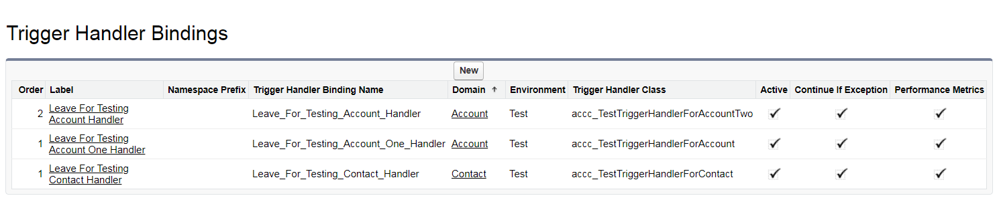 Trigger Handler Bindings
New
Order Label Namespace Prefix Trigger Handler Binding Name Domain Environment Trigger Handler Class Active Continue If Exception Performance Metrics
2 Leave For Testing Account Handler Leave_For_Testing_Account_Handler Account Test accc_TestTriggerHandlerForAccountTwo
1 Leave For Testing Account One Handler Leave_For_Testing_Account_One_Handler Account Test accc_TestTriggerHandlerForAccount
1 Leave For Testing Contact Handler Leave_For_Testing_Contact_Handler Contact Test accc_TestTriggerHandlerForContact